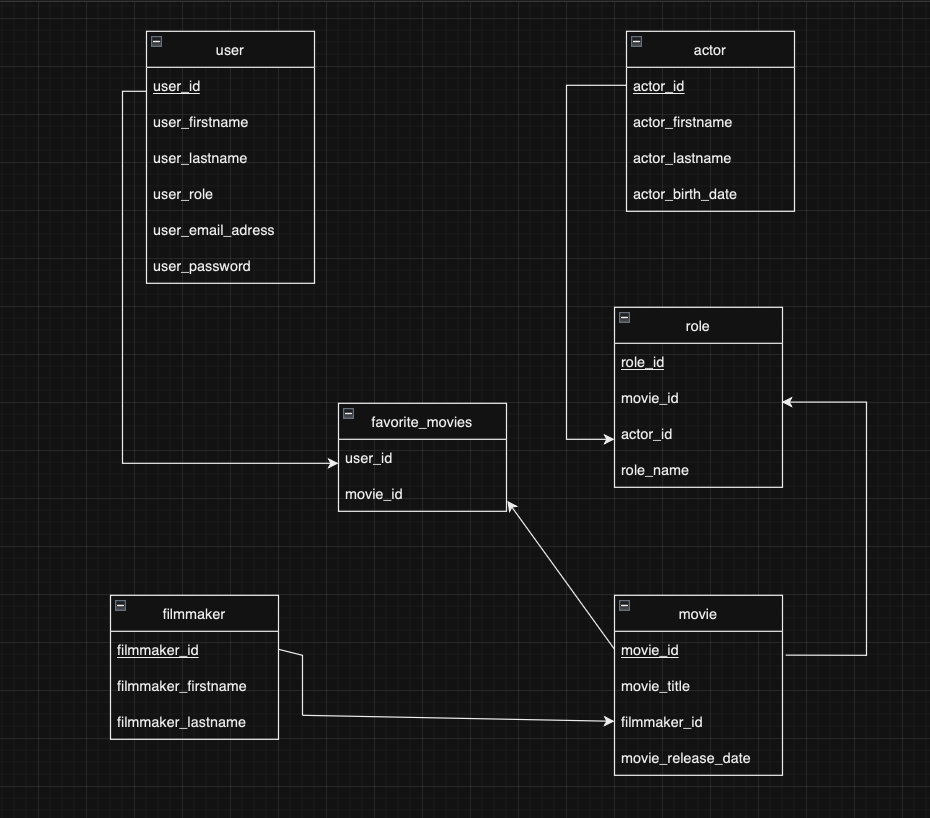 user
user_id
user_firstname
user_lastname
user_role
user_email_adress
user_password
actor
actor_id
actor_firstname
actor_lastname
actor_birth_date
role
role_id
movie_id
actor_id
role_name
favorite_movies
user_id
movie_id
filmmaker
filmmaker_id
filmmaker_firstname
filmmaker_lastname
movie
movie_id
movie_title
filmmaker_id
movie_release_date